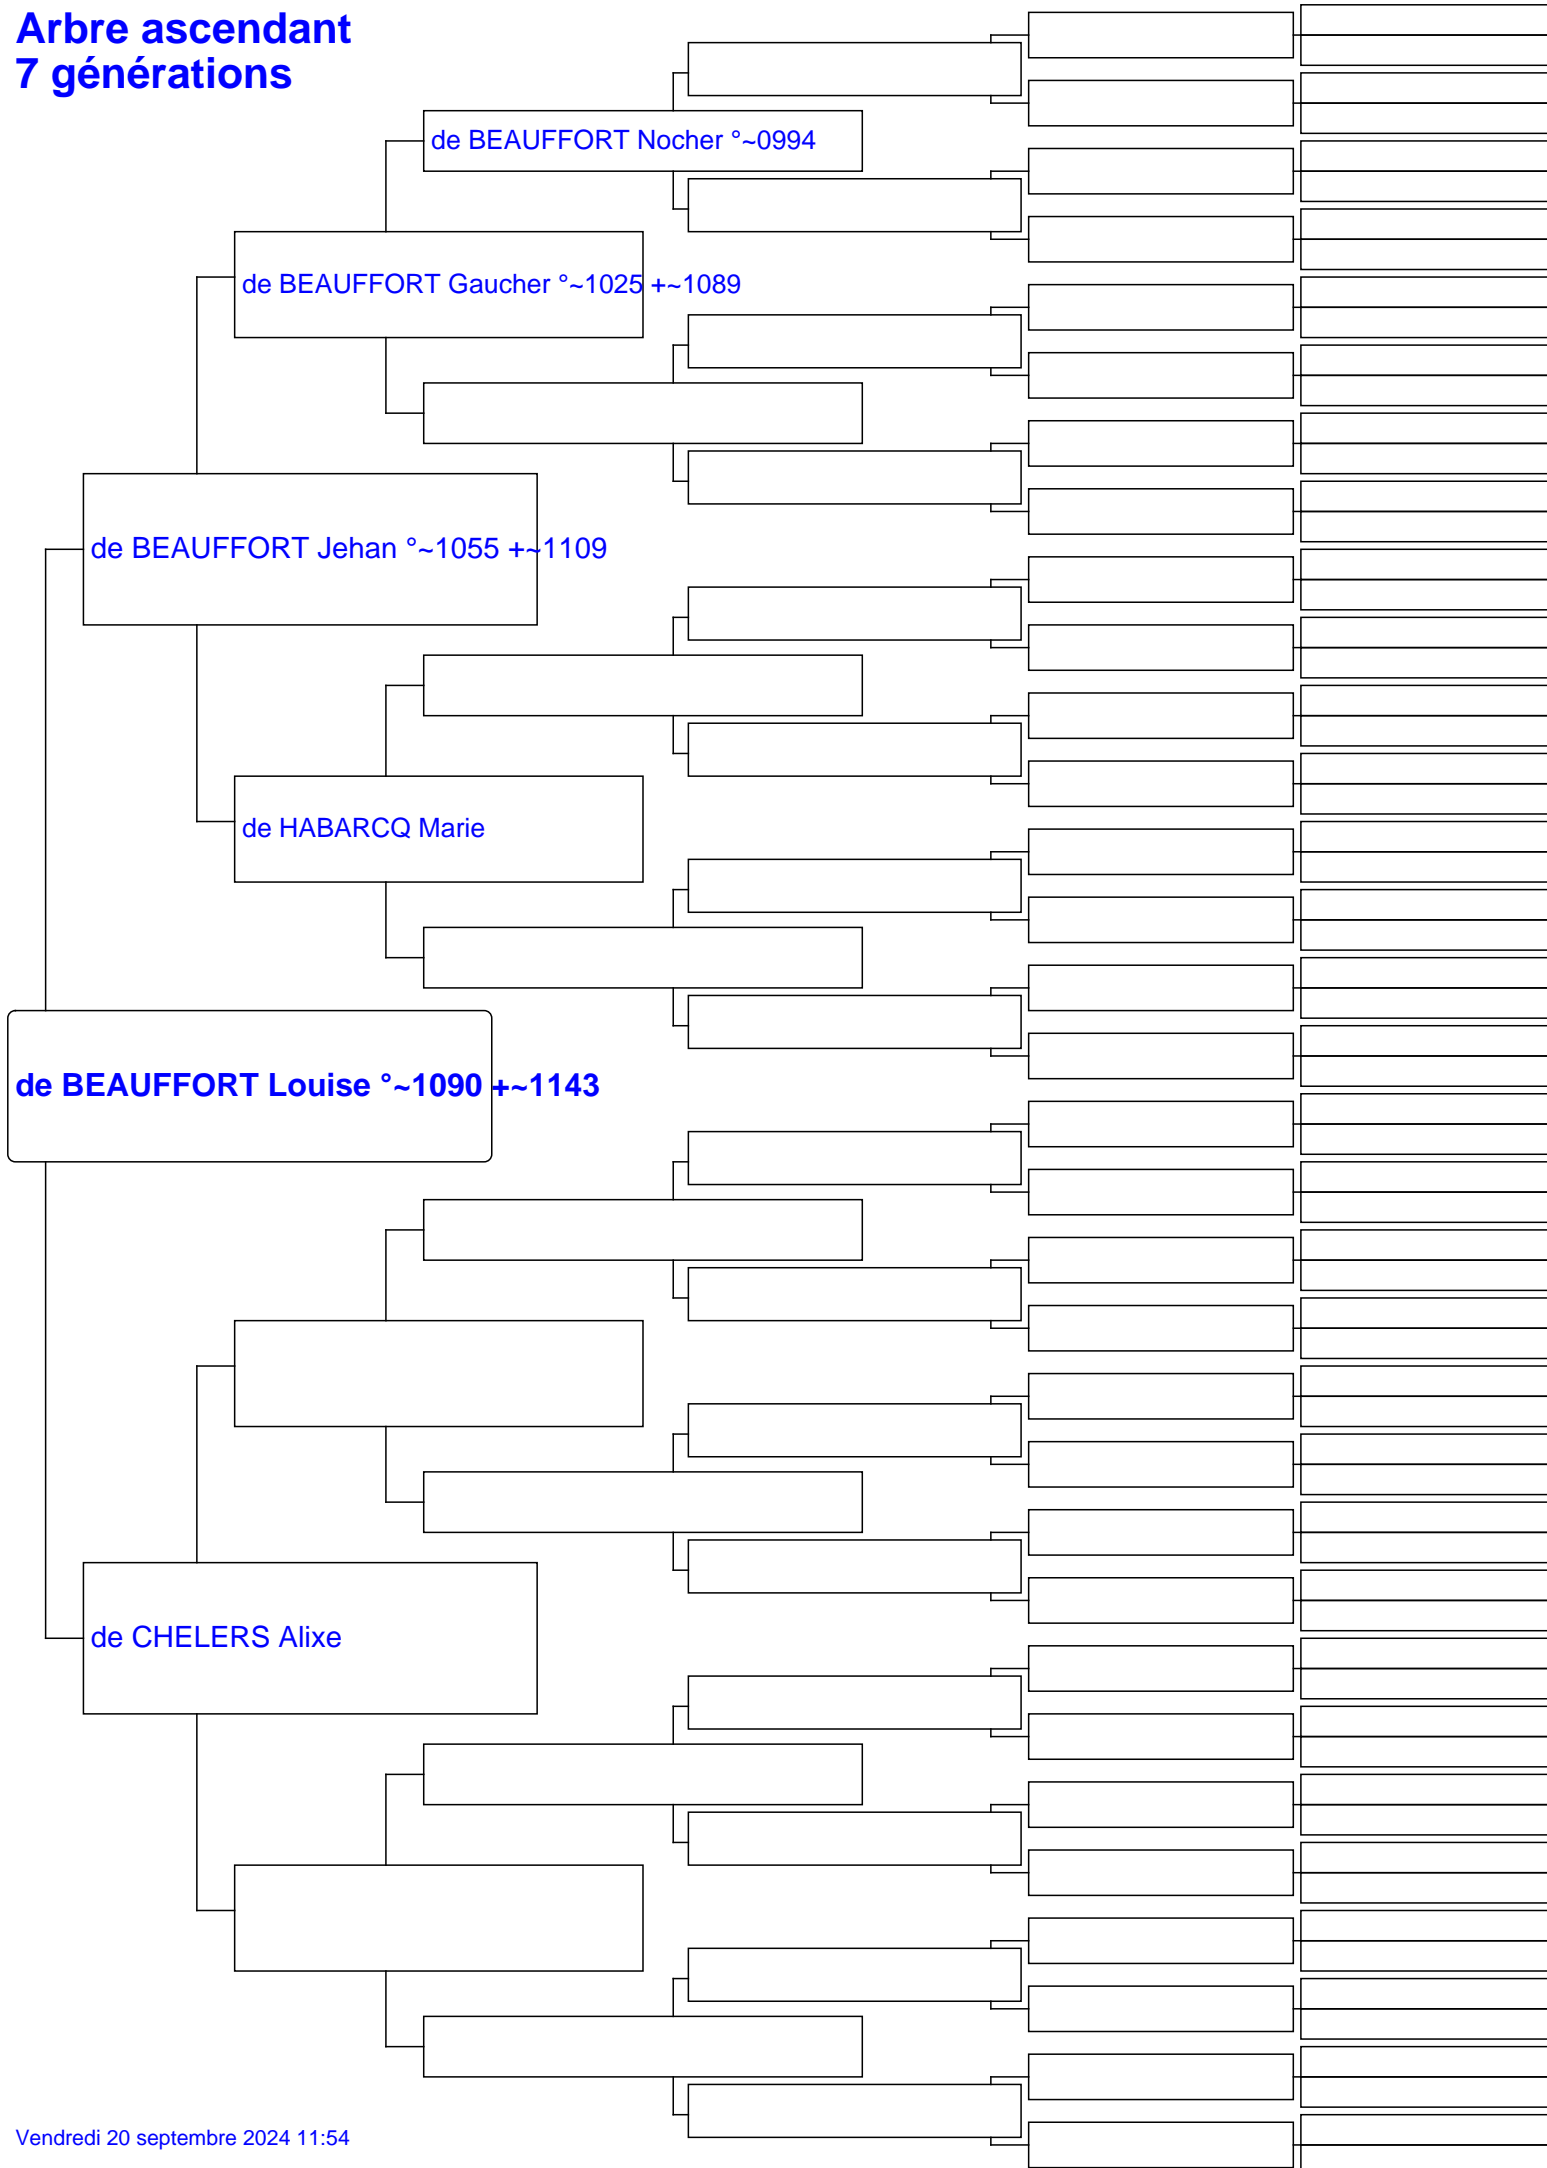 Arbre ascendant
7 générations
de BEAUFFORT Nocher °~0994
de BEAUFFORT Gaucher °~1025 +~1089
de BEAUFFORT Jehan °~1055 +~1109
de HABARCQ Marie
de BEAUFFORT Louise °~1090 +~1143
de CHELERS Alixe
Vendredi 20 septembre 2024 11:54